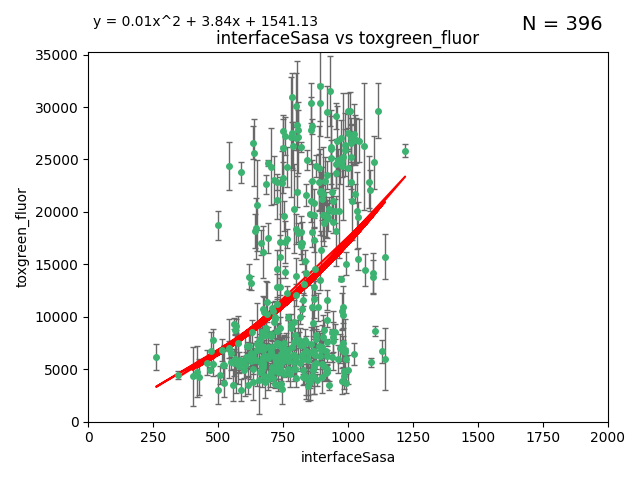 y = 0.01x^2 + 3.84x + 1541.13
N = 396
interfaceSasa vs toxgreen_fluor
35000
30000
25000
20000
15000
10000
5000
0
toxgreen_fluor
0 250 500 750 1000 1250 1500 1750 2000
interfaceSasa